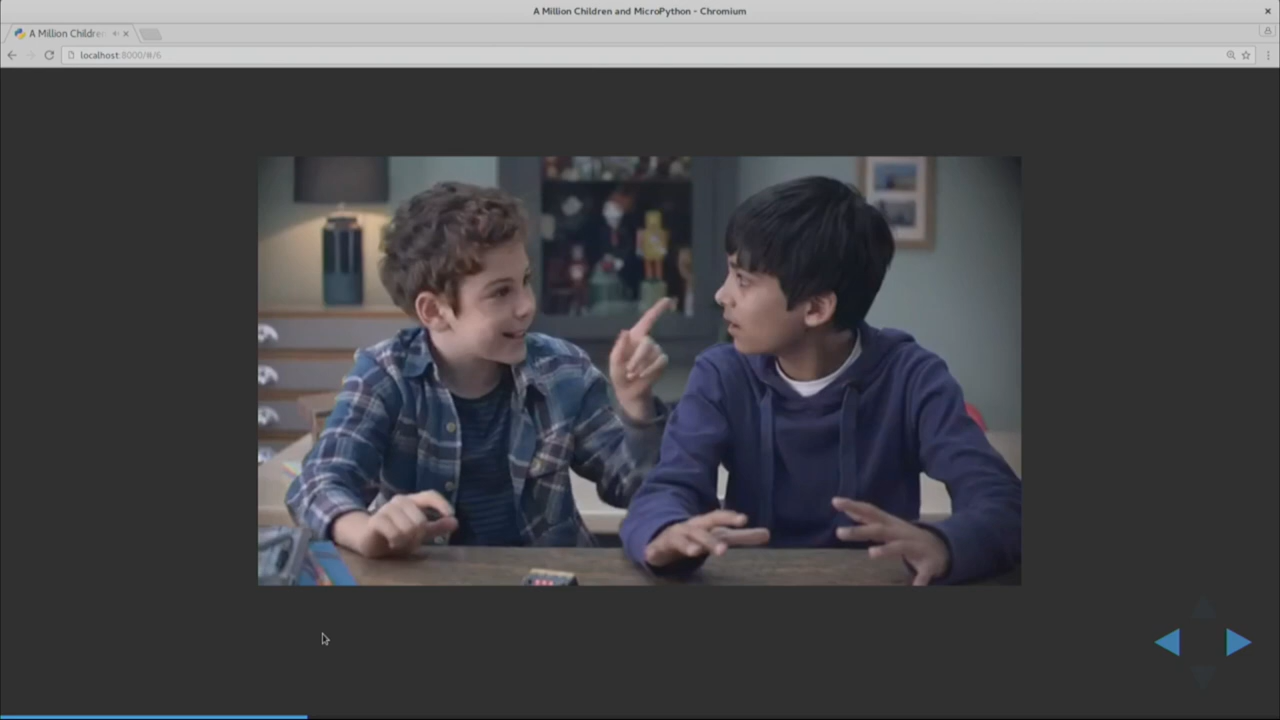 A Million Children and MicroPython - Chromium
A Million Childre
localhost:8000/#/6